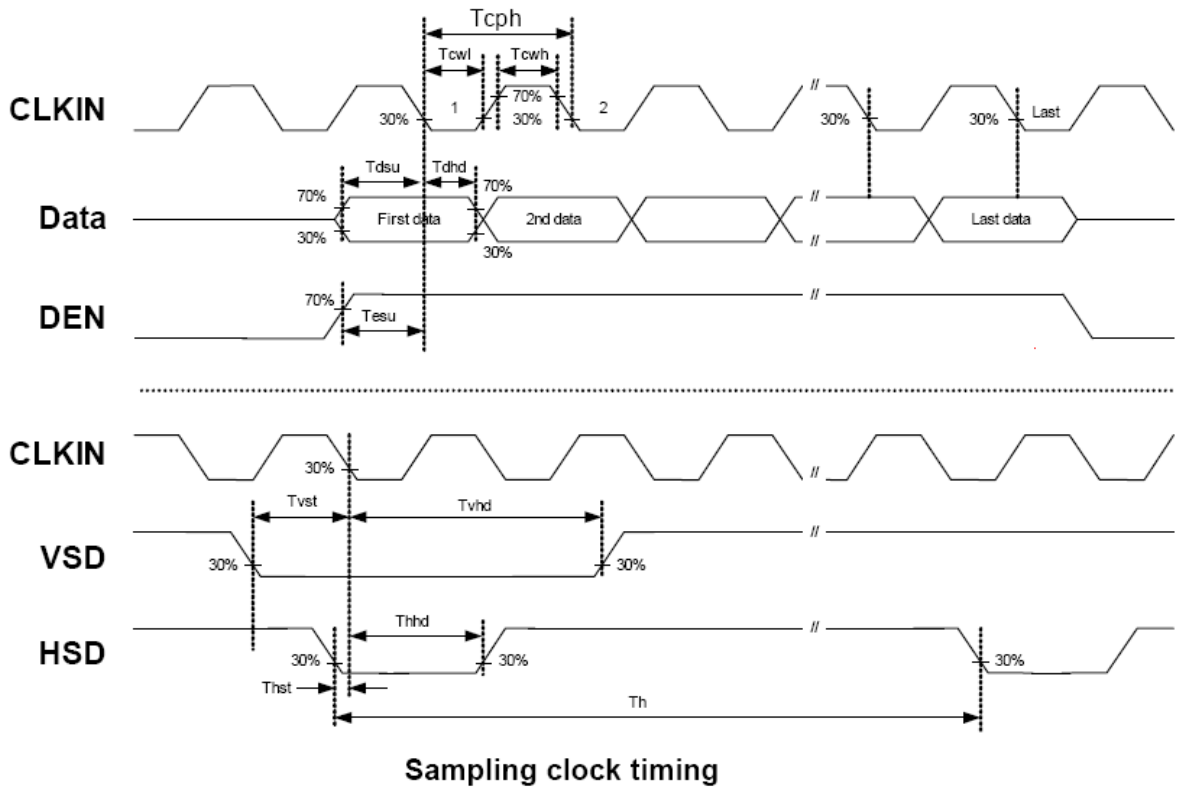 Tcph
Tcwl Tcwh
CLKIN 30% 1 70% 30% 2 // 30% 30% Last
Tdsu Tdhd
70% 70%
Data First data 2nd data // // Last data
30% 30%
DEN 70% //
Tesu
CLKIN 30% //
Tvst Tvhd
VSD 30% 30% //
Thhd
HSD 30% 30% // 30%
Thst
Th
Sampling clock timing